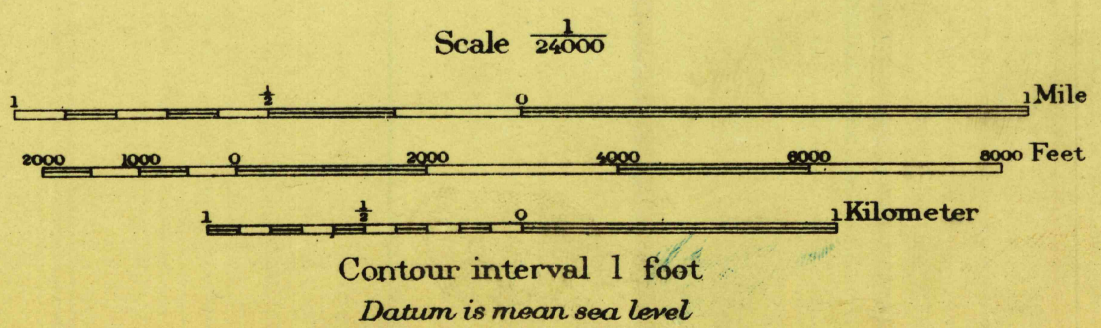 Scale 1/24000
1 ½ 0 1 Mile
2000 1000 0 2000 4000 6000 8000 Feet
1 ½ 0 1 Kilometer
Contour interval 1 foot
Datum is mean sea level